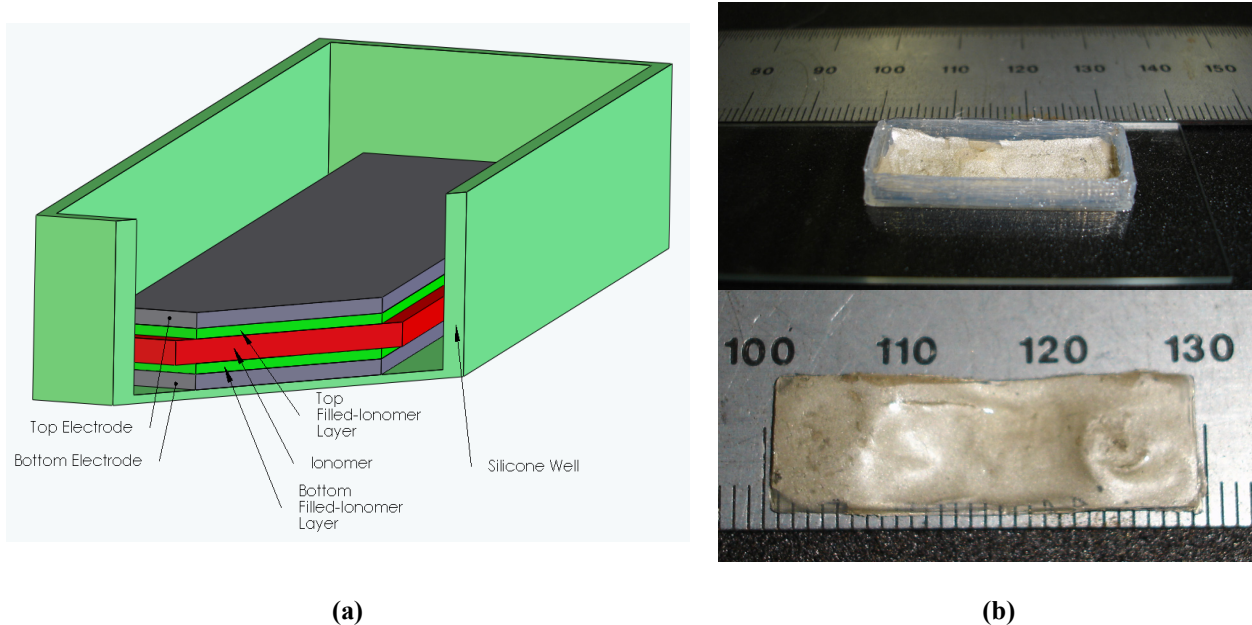 80 90 100 110 120 130 140 150
100 110 120 130
Top Electrode
Bottom Electrode
Top
Filled-Ionomer
Layer
Ionomer
Bottom
Filled-Ionomer
Layer
Silicone Well
(a)
(b)